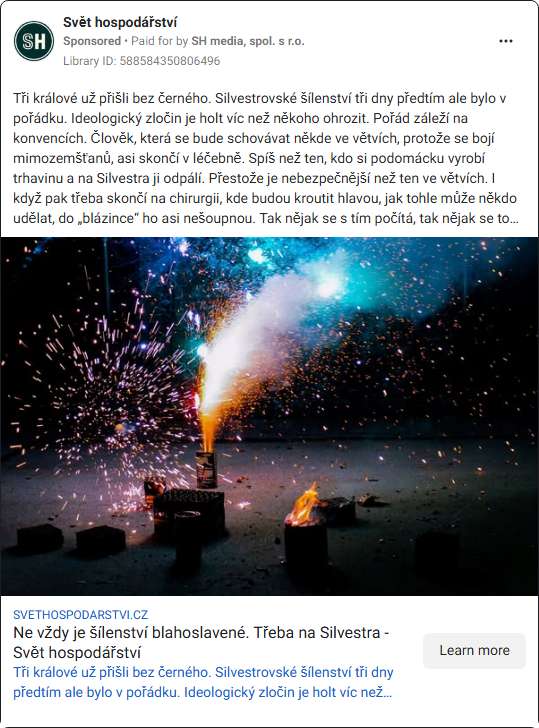 SH
Svět hospodářství
Sponsored • Paid for by SH media, spol. s r.o.
Library ID: 588584350806496
Tři králové už přišli bez černého. Silvestrovské šílenství tři dny předtím ale bylo v
pořádku. Ideologický zločin je holt víc než někoho ohrozit. Pořád záleží na
konvencích. Člověk, která se bude schovávat někde ve větvích, protože se bojí
mimozemšťanů, asi skončí v léčebně. Spíš než ten, kdo si podomácku vyrobí
trhavinu a na Silvestra ji odpálí. Přestože je nebezpečnější než ten ve větvích. I
když pak třeba skončí na chirurgii, kde budou kroutit hlavou, jak tohle může někdo
udělat, do „blázince“ ho asi nešoupnou. Tak nějak se s tím počítá, tak nějak se to…
SVETHOSPODARSTVI.CZ
Ne vždy je šílenství blahoslavené. Třeba na Silvestra -
Svět hospodářství
Learn more
Tři králové už přišli bez černého. Silvestrovské šílenství tři dny
předtím ale bylo v pořádku. Ideologický zločin je holt víc než…